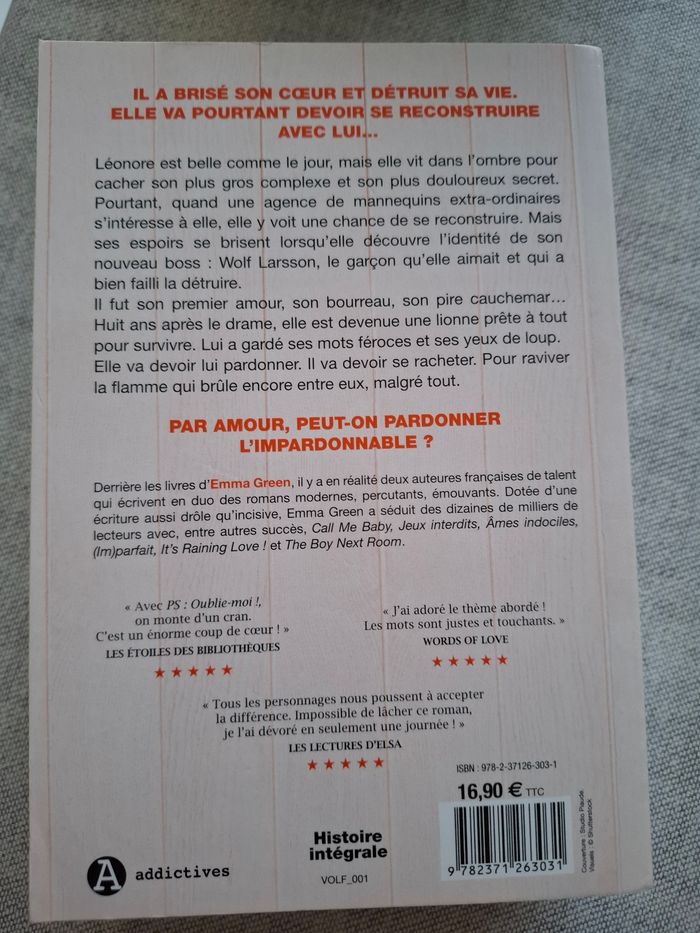 IL A BRISÉ SON CŒUR ET DÉTRUIT SA VIE.
ELLE VA POURTANT DEVOIR SE RECONSTRUIRE
AVEC LUI...
Léonore est belle comme le jour, mais elle vit dans l'ombre pour
cacher son plus gros complexe et son plus douloureux secret.
Pourtant, quand une agence de mannequins extra-ordinaires
s'intéresse à elle, elle y voit une chance de se reconstruire. Mais
ses espoirs se brisent lorsqu'elle découvre l'identité de son
nouveau boss : Wolf Larsson, le garçon qu'elle aimait et qui a
bien failli la détruire.
Il fut son premier amour, son bourreau, son pire cauchemar...
Huit ans après le drame, elle est devenue une lionne prête à tout
pour survivre. Lui a gardé ses mots féroces et ses yeux de loup.
Elle va devoir lui pardonner. Il va devoir se racheter. Pour raviver
la flamme qui brûle encore entre eux, malgré tout.
PAR AMOUR, PEUT-ON PARDONNER
L'IMPARDONNABLE ?
Derrière les livres d'Emma Green, il y a en réalité deux auteures françaises de talent
qui écrivent en duo des romans modernes, percutants, émouvants. Dotée d'une
écriture aussi drôle qu'incisive, Emma Green a séduit des dizaines de milliers de
lecteurs avec, entre autres succès, Call Me Baby, Jeux interdits, Âmes indociles,
(Im)parfait, It's Raining Love ! et The Boy Next Room.
« Avec PS : Oublie-moi !,
on monte d'un cran.
C'est un énorme coup de cœur ! »
LES ÉTOILES DES BIBLIOTHÈQUES
« J'ai adoré le thème abordé !
Les mots sont justes et touchants. »
WORDS OF LOVE
« Tous les personnages nous poussent à accepter
la différence. Impossible de lâcher ce roman,
je l'ai dévoré en seulement une journée ! »
LES LECTURES D'ELSA
ISBN : 978-2-37126-303-1
16,90 € TTC
9 782371 263031
Couverture : Studio Piaude.
Visuels : © Shutterstock
Histoire
intégrale
VOLF_001
A addictives